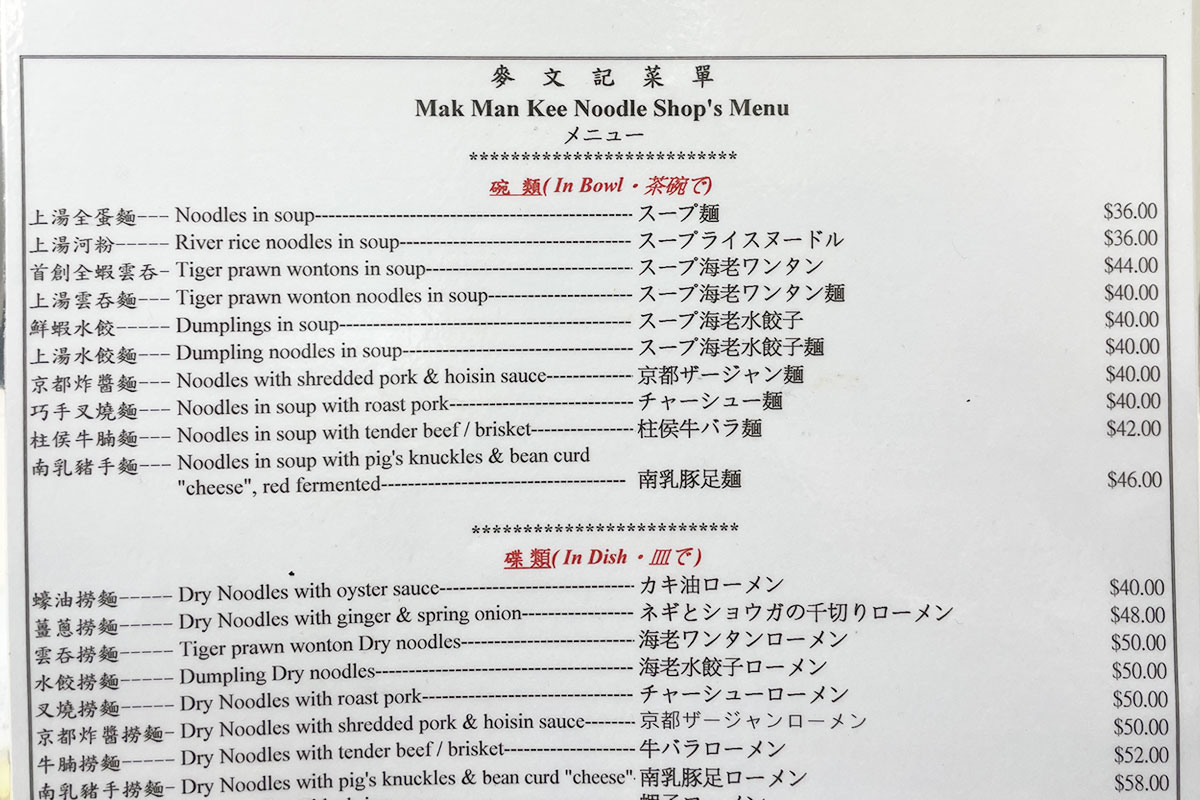 麥文記菜單
Mak Man Kee Noodle Shop's Menu
メニュー
**************************
碗 類( In Bowl・茶碗で)
上湯全蛋麵--- Noodles in soup--- スープ麺 $36.00
上湯河粉----- River rice noodles in soup--- スープライスヌードル $36.00
首創全蝦雲吞- Tiger prawn wontons in soup--- スープ海老ワンタン $44.00
上湯雲吞麵--- Tiger prawn wonton noodles in soup--- スープ海老ワンタン麺 $40.00
鮮蝦水餃----- Dumplings in soup--- スープ海老水餃子 $40.00
上湯水餃麵--- Dumpling noodles in soup--- スープ海老水餃子麺 $40.00
京都炸醬麵--- Noodles with shredded pork & hoisin sauce--- 京都ザージャン麺 $40.00
巧手叉燒麵--- Noodles in soup with roast pork--- チャーシュー麺 $40.00
柱侯牛腩麵--- Noodles in soup with tender beef / brisket--- 柱侯牛バラ麺 $42.00
南乳豬手麵--- Noodles in soup with pig's knuckles & bean curd
"cheese", red fermented--- 南乳豚足麺 $46.00
**************************
碟 類( In Dish・皿で)
蠔油撈麵----- Dry Noodles with oyster sauce--- カキ油ローメン $40.00
薑蔥撈麵----- Dry Noodles with ginger & spring onion--- ネギとショウガの千切りローメン $48.00
雲吞撈麵----- Tiger prawn wonton Dry noodles--- 海老ワンタンローメン $50.00
水餃撈麵----- Dumpling Dry noodles--- 海老水餃子ローメン $50.00
叉燒撈麵----- Dry Noodles with roast pork--- チャーシューローメン $50.00
京都炸醬撈麵- Dry Noodles with shredded pork & hoisin sauce--- 京都ザージャンローメン $50.00
牛腩撈麵----- Dry Noodles with tender beef / brisket--- 牛バラローメン $52.00
南乳豬手撈麵- Dry Noodles with pig's knuckles & bean curd "cheese"- 南乳豚足ローメン $58.00